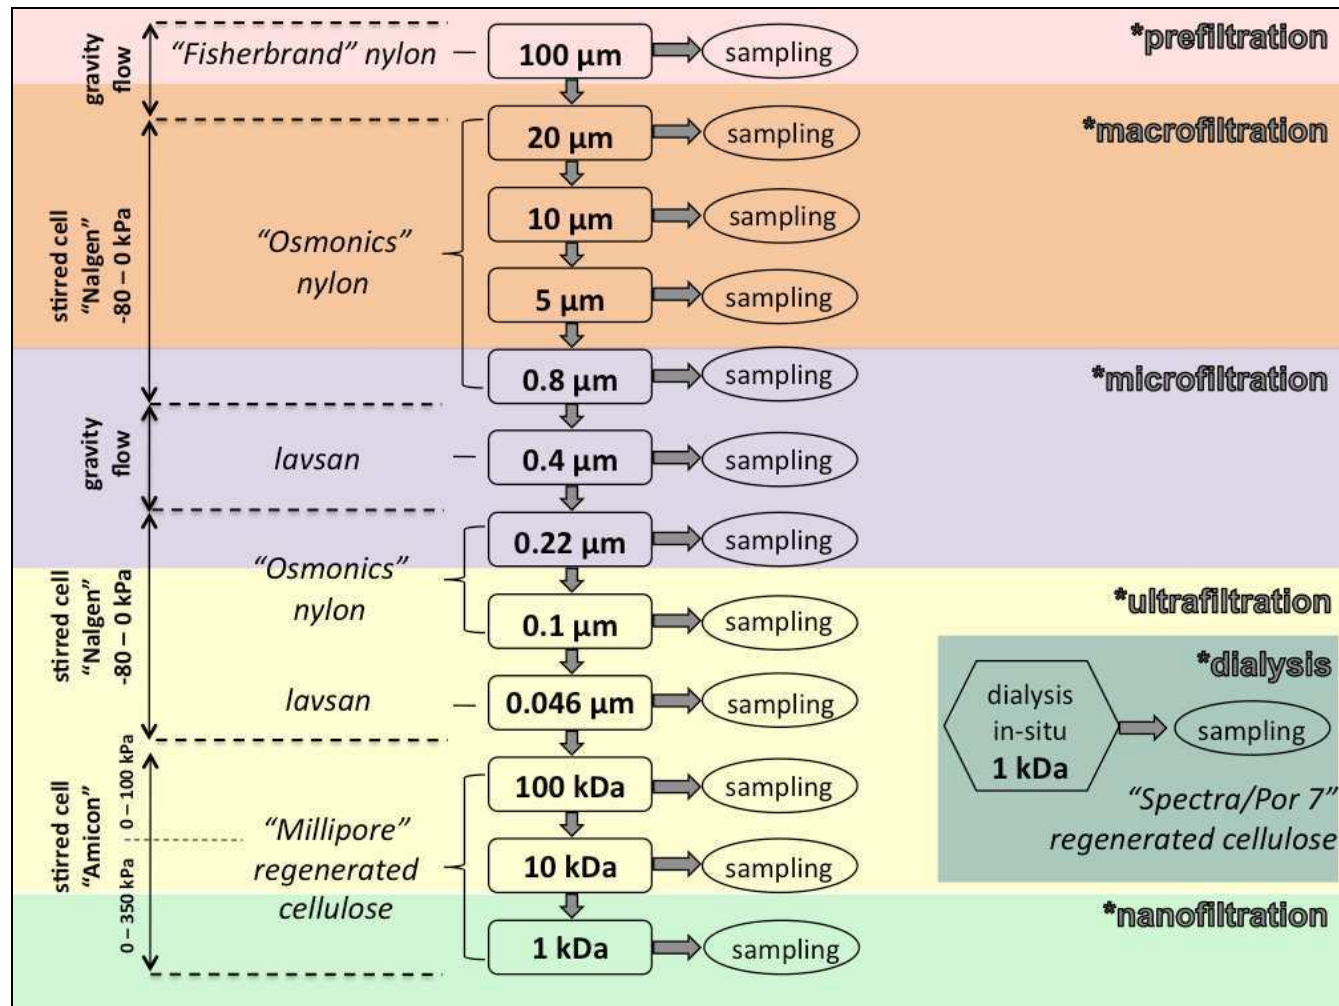 gravity
flow
“Fisherbrand” nylon
100 µm
sampling
*prefiltration
stirred cell
“Nalgen”
-80 – 0 kPa
“Osmonics”
nylon
20 µm
sampling
*macrofiltration
10 µm
sampling
5 µm
sampling
0.8 µm
sampling
*microfiltration
gravity
flow
lavsan
0.4 µm
sampling
stirred cell
“Nalgen”
-80 – 0 kPa
“Osmonics”
nylon
0.22 µm
sampling
0.1 µm
sampling
*ultrafiltration
lavsan
0.046 µm
sampling
*dialysis
dialysis
in-situ
1 kDa
sampling
“Spectra/Por 7”
regenerated cellulose
stirred cell
“Amicon”
0 – 100 kPa
0 – 350 kPa
“Millipore”
regenerated
cellulose
100 kDa
sampling
10 kDa
sampling
1 kDa
sampling
*nanofiltration